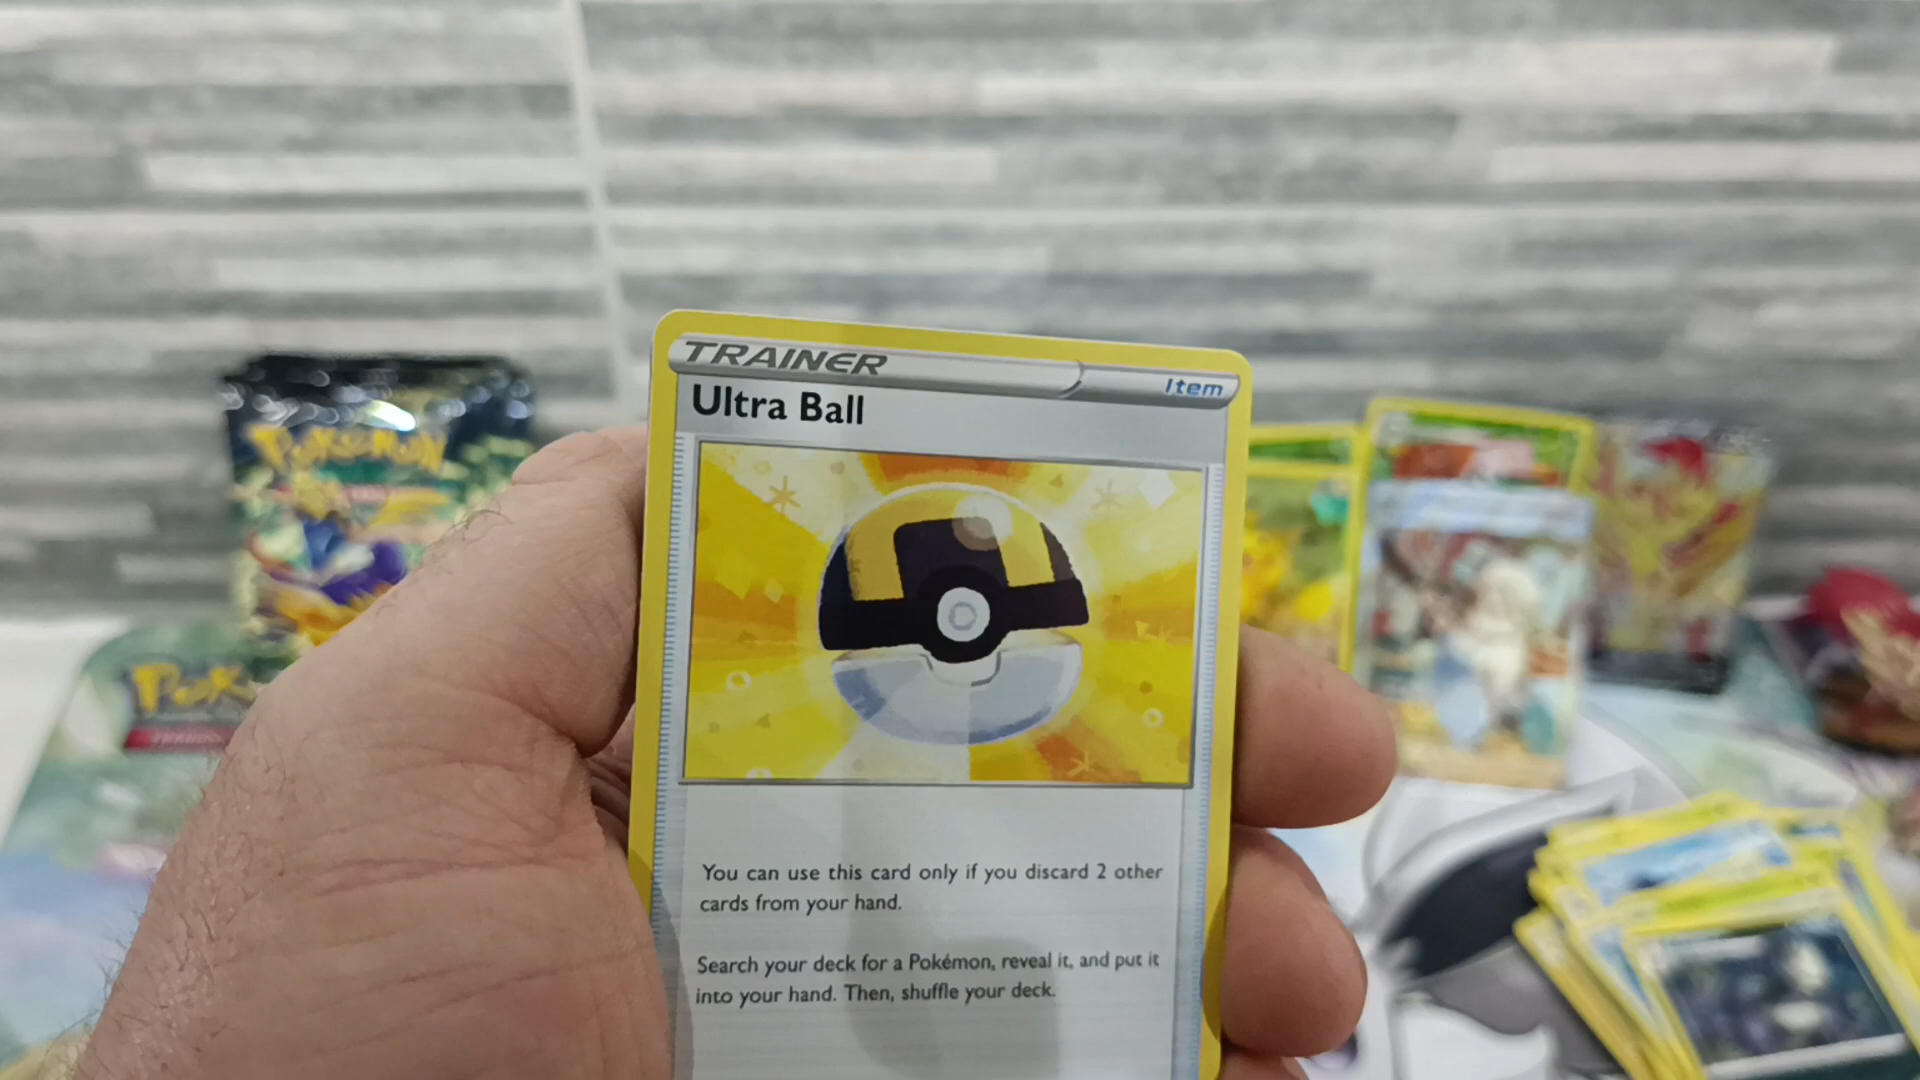 TRAINER
Item
Ultra Ball
You can use this card only if you discard 2 other
cards from your hand.
Search your deck for a Pokémon, reveal it, and put it
into your hand. Then, shuffle your deck.
Pokémon